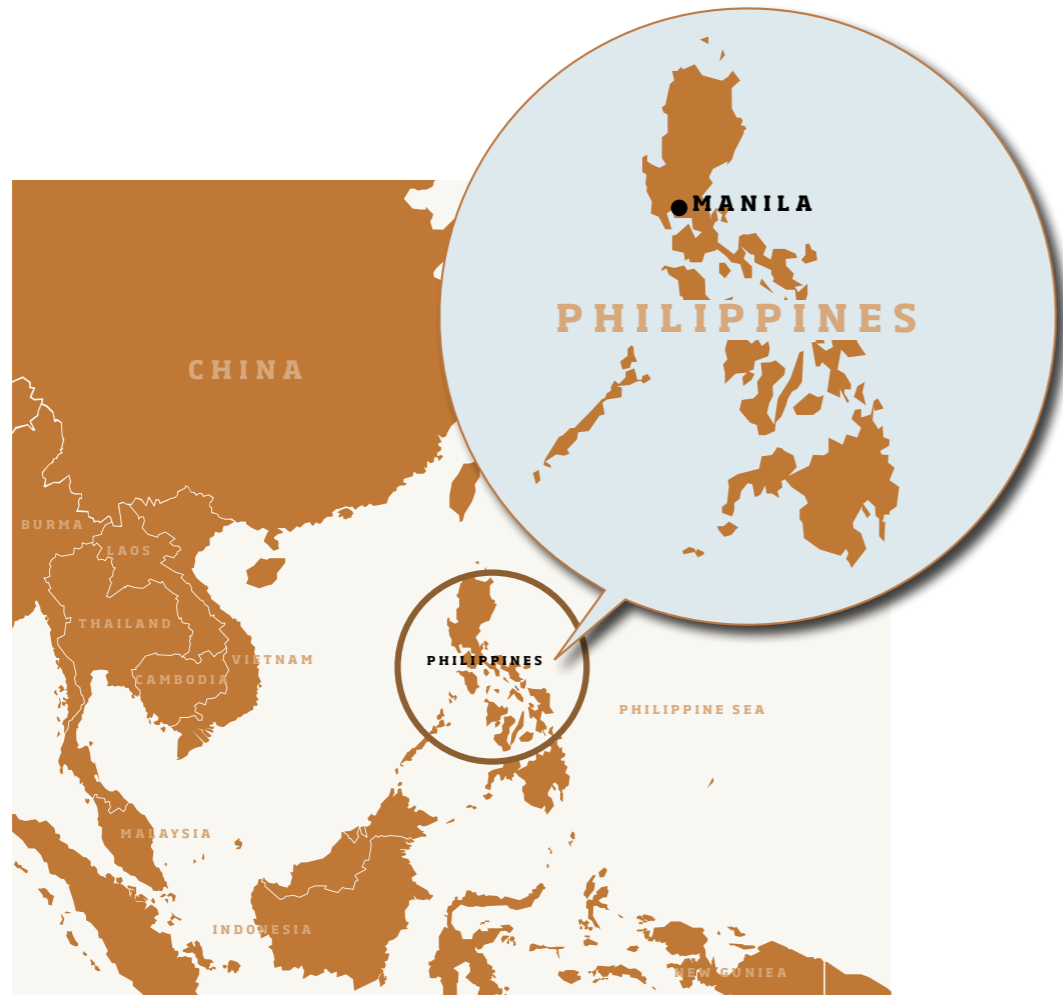 MANILA
PHILIPPINES
CHINA
BURMA
LAOS
THAILAND
VIETNAM
CAMBODIA
PHILIPPINES
PHILIPPINE SEA
MALAYSIA
INDONESIA
NEW GUNIEA